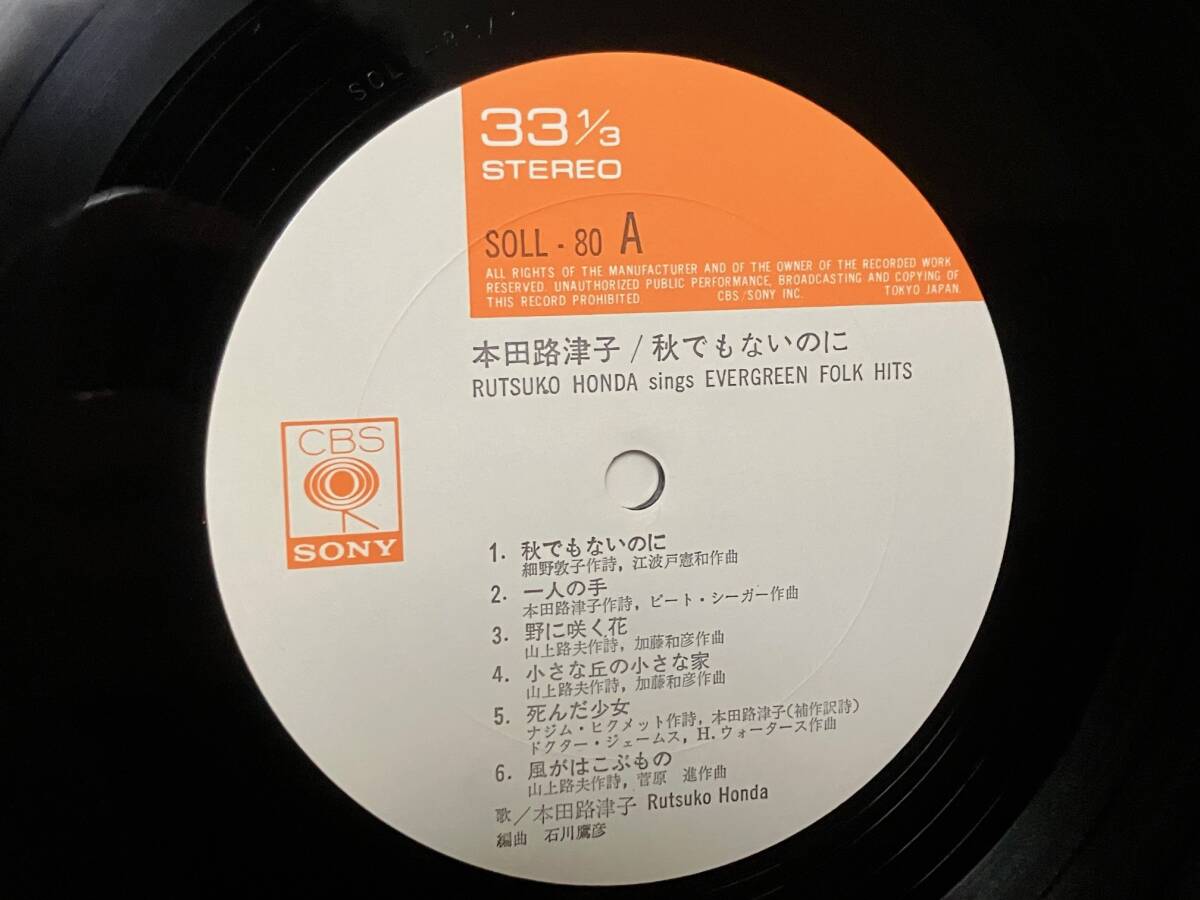 SOLL
33 1/3
STEREO
SOLL - 80 A
ALL RIGHTS OF THE MANUFACTURER AND OF THE OWNER OF THE RECORDED WORK
RESERVED. UNAUTHORIZED PUBLIC PERFORMANCE, BROADCASTING AND COPYING OF
THIS RECORD PROHIBITED CBS/SONY INC. TOKYO JAPAN.
本田路津子/秋でもないのに
RUTSUKO HONDA sings EVERGREEN FOLK HITS
CBS
SONY
1. 秋でもないのに
細野敦子作詩, 江波戸憲和作曲
2. 一人の手
本田路津子作詩, ピート・シーガー作曲
3. 野に咲く花
山上路夫作詩, 加藤和彦作曲
4. 小さな丘の小さな家
山上路夫作詩, 加藤和彦作曲
5. 死んだ少女
ナジム・ヒクメット作詩, 本田路津子(補作訳詩)
ドクター・ジェームス, H.ウォータース作曲
6. 風がはこぶもの
山上路夫作詩, 菅原 進作曲
歌/本田路津子 Rutsuko Honda
編曲 石川鷹彦